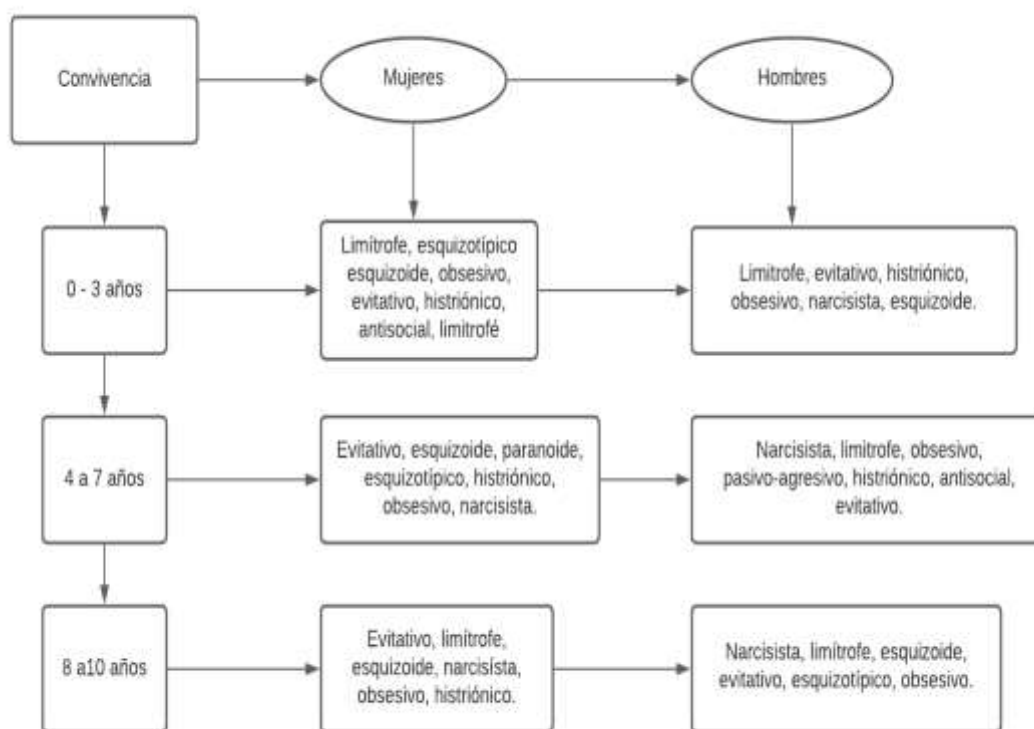 Convivencia
Mujeres
Hombres
0 - 3 años
Limítrofe, esquizotípico
esquizoide, obsesivo,
evitativo, histriónico,
antisocial, limítrofé
Limitrofe, evitativo, histriónico,
obsesivo, narcisista, esquizoide.
4 a 7 años
Evitativo, esquizoide, paranoide,
esquizotípico, histriónico,
obsesivo, narcisista.
Narcisista, limitrofe, obsesivo,
pasivo-agresivo, histriónico, antisocial,
evitativo.
8 a10 años
Evitativo, limítrofe,
esquizoide, narcisísta,
obsesivo, histriónico.
Narcisista, limítrofe, esquizoide,
evitativo, esquizotípico, obsesivo.